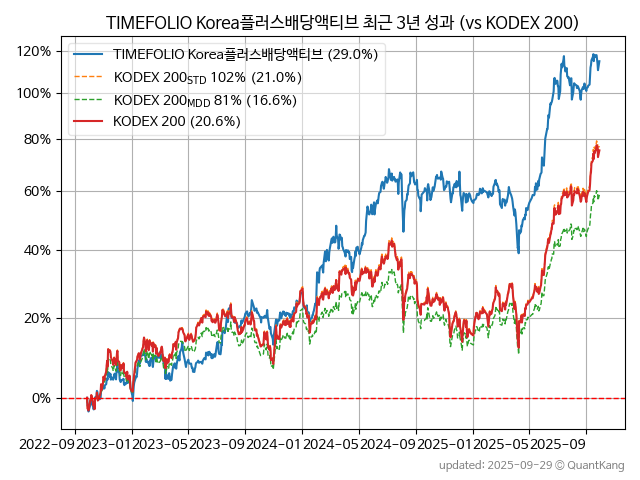 TIMEFOLIO Korea플러스배당액티브 최근 3년 성과 (vs KODEX 200)
TIMEFOLIO Korea플러스배당액티브 (29.0%)
KODEX 200STD 102% (21.0%)
KODEX 200MDD 81% (16.6%)
KODEX 200 (20.6%)
120%
100%
80%
60%
40%
20%
0%
2022-09 2023-01 2023-05 2023-09 2024-01 2024-05 2024-09 2025-01 2025-05 2025-09
updated: 2025-09-29 © QuantKang